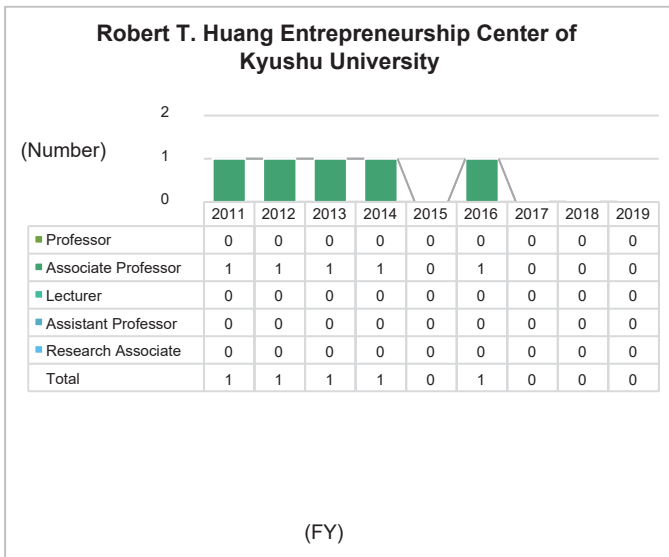 Robert T. Huang Entrepreneurship Center of
Kyushu University
2
(Number)
1
0
2011 2012 2013 2014 2015 2016 2017 2018 2019
Professor 0 0 0 0 0 0 0 0 0
Associate Professor 1 1 1 1 0 1 0 0 0
Lecturer 0 0 0 0 0 0 0 0 0
Assistant Professor 0 0 0 0 0 0 0 0 0
Research Associate 0 0 0 0 0 0 0 0 0
Total 1 1 1 1 0 1 0 0 0
(FY)